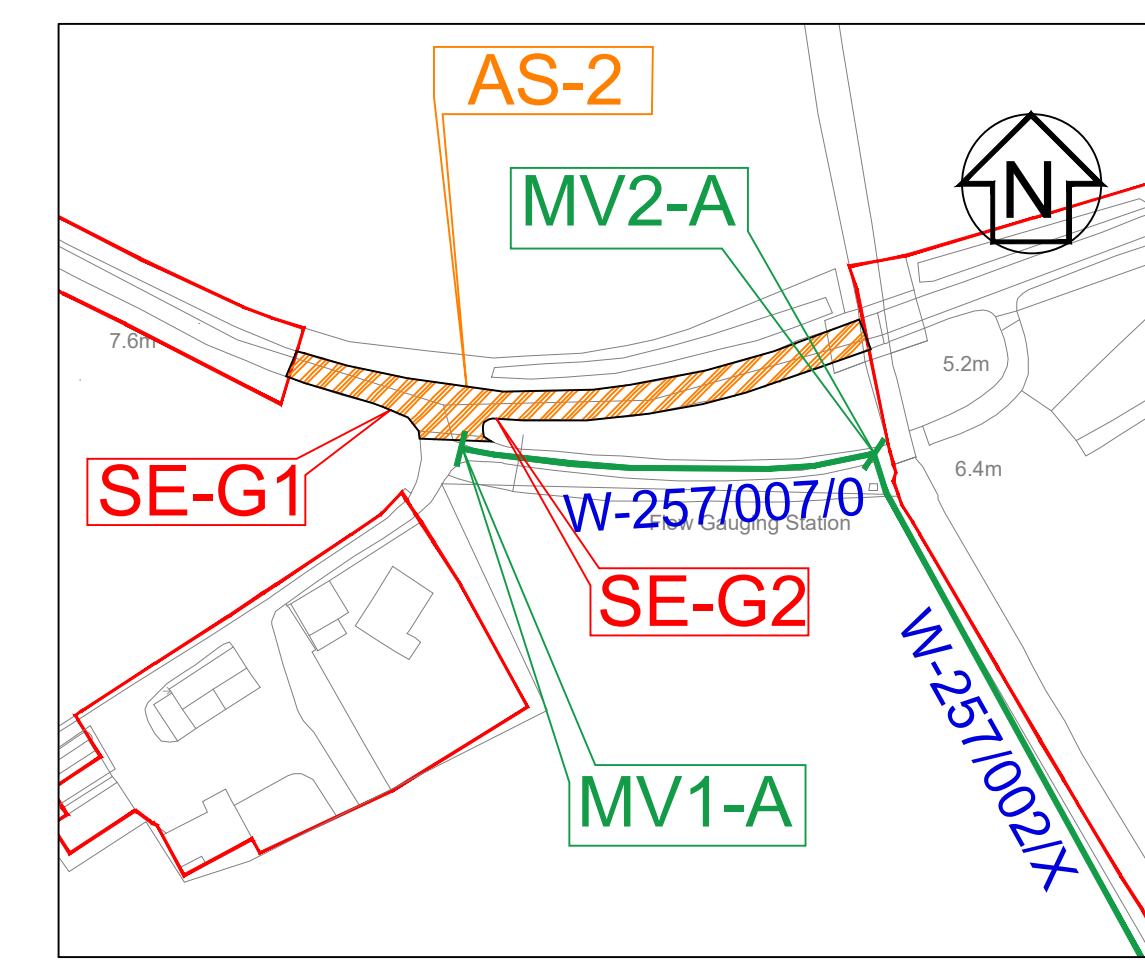 AS-2
MV2-A
N
7.6m
5.2m
6.4m
SE-G1
W-257/007/0
Flow Gauging Station
SE-G2
W-257/002/X
MV1-A